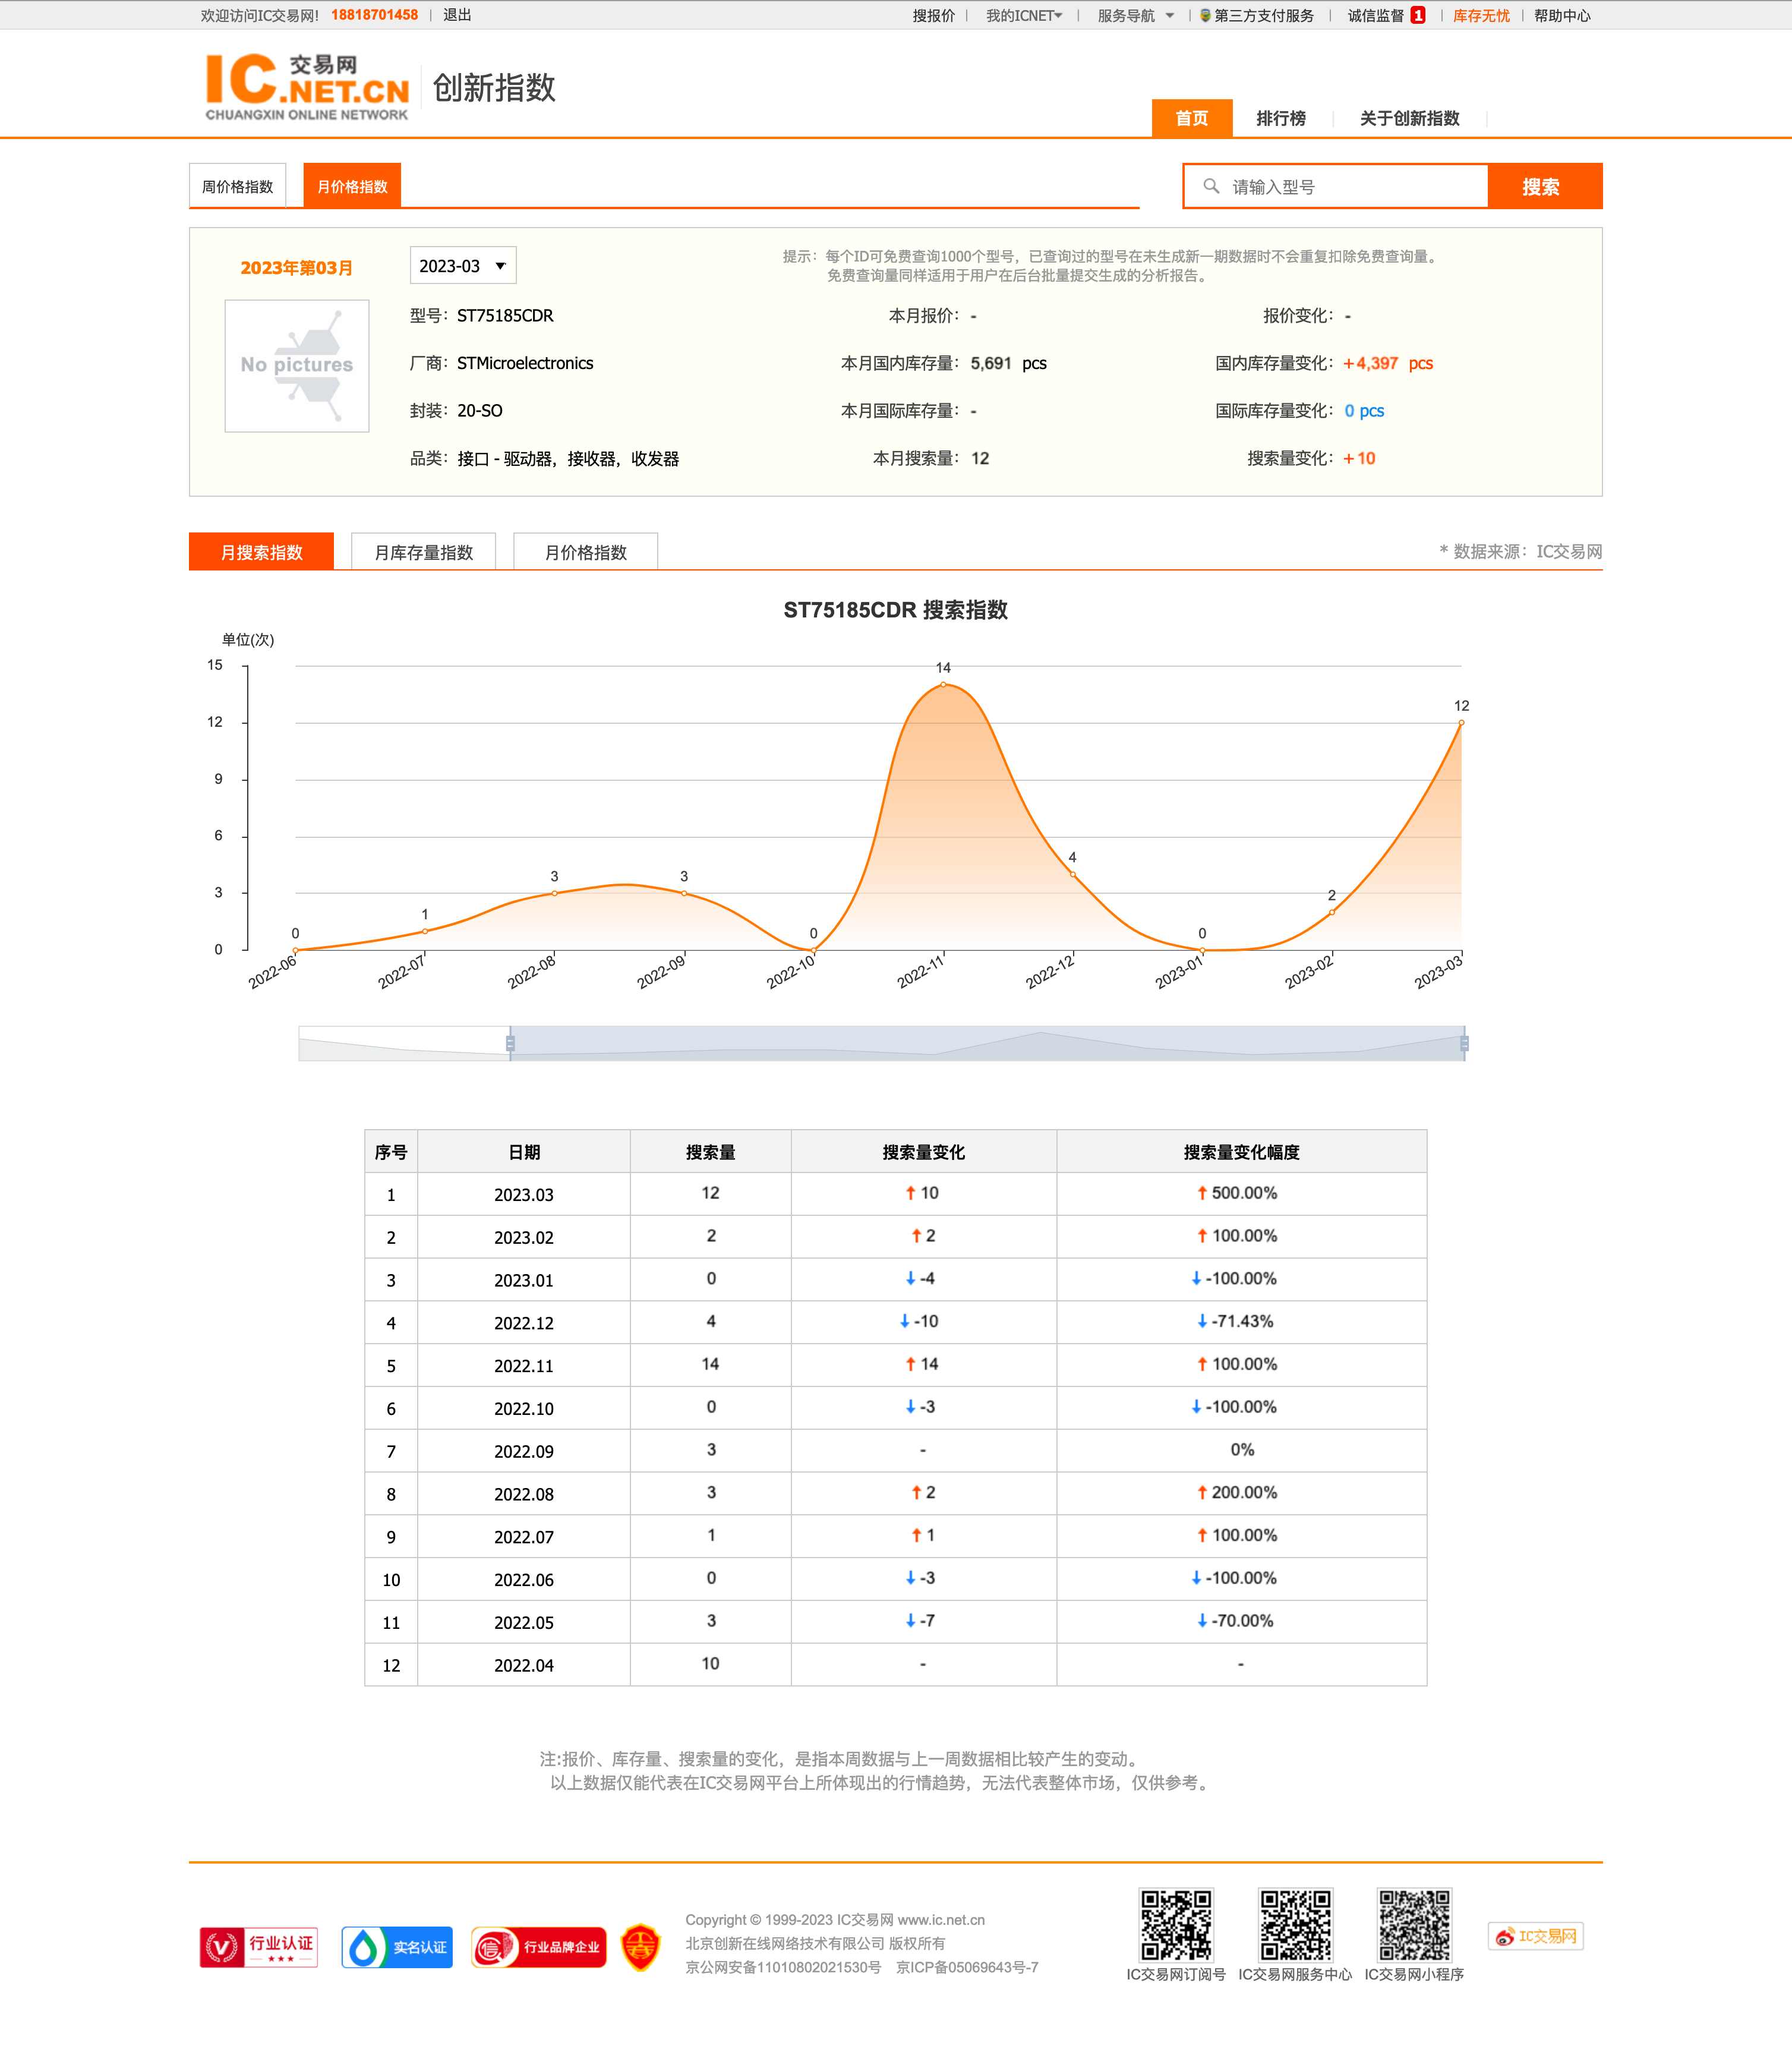 欢迎访问IC交易网! 18818701458 | 退出
搜报价 | 我的ICNET | 服务导航 | 第三方支付服务 | 诚信监督 1 | 库存无忧 | 帮助中心
IC 交易网
.NET.CN
CHUANGXIN ONLINE NETWORK
创新指数
首页 排行榜 关于创新指数
周价格指数 月价格指数
请输入型号 搜索
2023年第03月 2023-03
提示：每个ID可免费查询1000个型号，已查询过的型号在未生成新一期数据时不会重复扣除免费查询量。
免费查询量同样适用于用户在后台批量提交生成的分析报告。
No pictures
型号：ST75185CDR 本月报价：- 报价变化：-
厂商：STMicroelectronics 本月国内库存量：5,691 pcs 国内库存量变化：+4,397 pcs
封装：20-SO 本月国际库存量：- 国际库存量变化：0 pcs
品类：接口 - 驱动器，接收器，收发器 本月搜索量：12 搜索量变化：+10
月搜索指数 月库存量指数 月价格指数 * 数据来源：IC交易网
ST75185CDR 搜索指数
单位(次)
15
12
9
6
3
0
0 1 3 3 0 14 4 0 2 12
2022-06 2022-07 2022-08 2022-09 2022-10 2022-11 2022-12 2023-01 2023-02 2023-03
序号 日期 搜索量 搜索量变化 搜索量变化幅度
1 2023.03 12 ↑ 10 ↑ 500.00%
2 2023.02 2 ↑ 2 ↑ 100.00%
3 2023.01 0 ↓ -4 ↓ -100.00%
4 2022.12 4 ↓ -10 ↓ -71.43%
5 2022.11 14 ↑ 14 ↑ 100.00%
6 2022.10 0 ↓ -3 ↓ -100.00%
7 2022.09 3 - 0%
8 2022.08 3 ↑ 2 ↑ 200.00%
9 2022.07 1 ↑ 1 ↑ 100.00%
10 2022.06 0 ↓ -3 ↓ -100.00%
11 2022.05 3 ↓ -7 ↓ -70.00%
12 2022.04 10 - -
注:报价、库存量、搜索量的变化，是指本周数据与上一周数据相比较产生的变动。
以上数据仅能代表在IC交易网平台上所体现出的行情趋势，无法代表整体市场，仅供参考。
行业认证
实名认证
信 行业品牌企业
Copyright © 1999-2023 IC交易网 www.ic.net.cn
北京创新在线网络技术有限公司 版权所有
京公网安备11010802021530号 京ICP备05069643号-7
IC交易网订阅号 IC交易网服务中心 IC交易网小程序
IC交易网